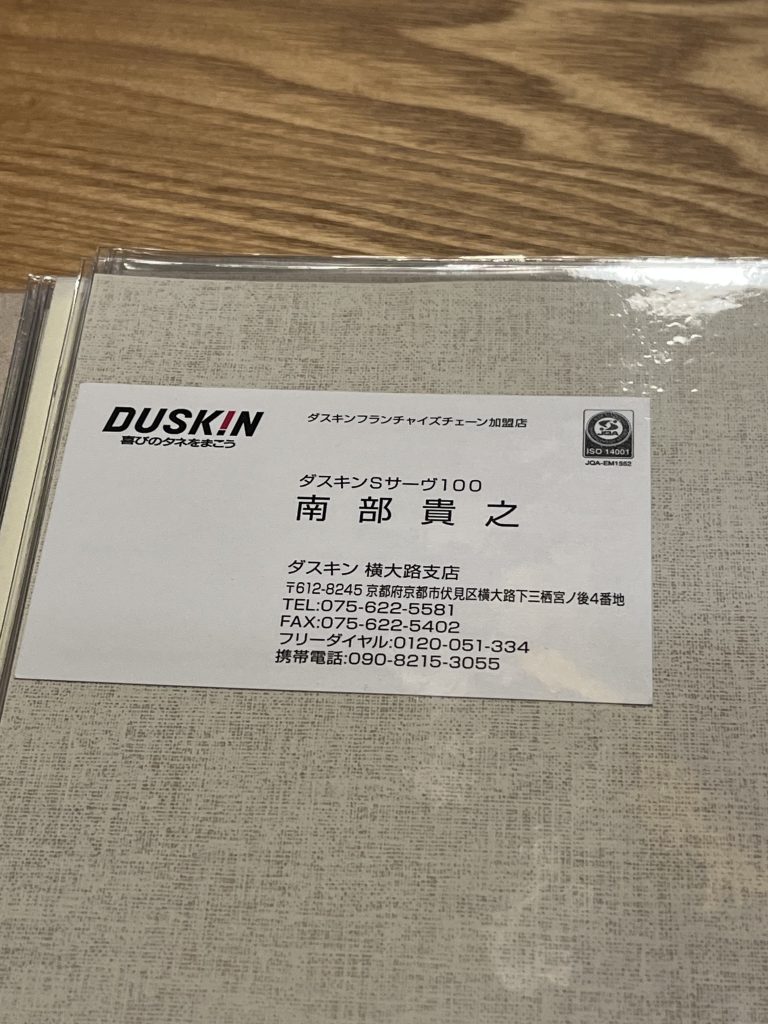 DUSK!N
喜びのタネをまこう
ダスキンフランチャイズチェーン加盟店
JQA
ISO 14001
JQA-EM1552
ダスキンSサーヴ100
南部貴之
ダスキン 横大路支店
〒612-8245 京都府京都市伏見区横大路下三栖宮ノ後4番地
TEL:075-622-5581
FAX:075-622-5402
フリーダイヤル:0120-051-334
携帯電話:090-8215-3055